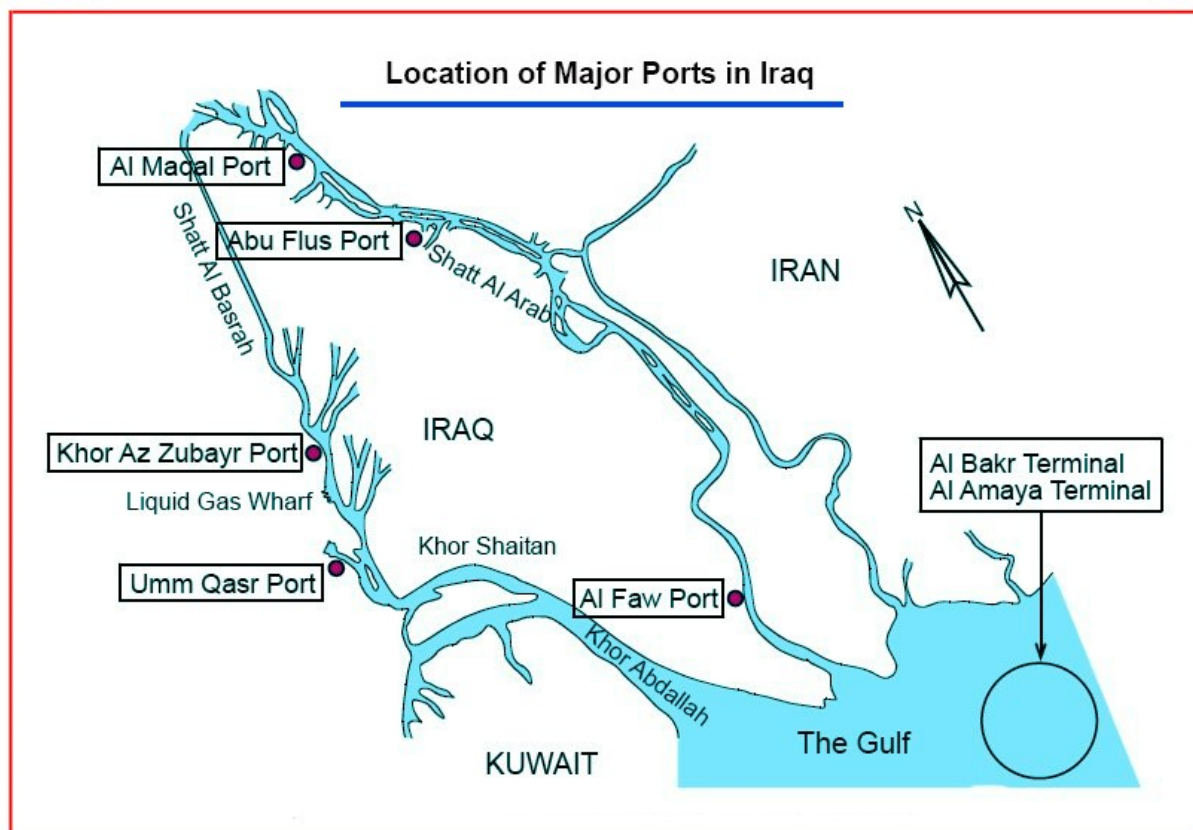 Location of Major Ports in Iraq
Al Maqal Port
Abu Flus Port
Shatt Al Basrah
Shatt Al Arab
N
IRAN
IRAQ
Khor Az Zubayr Port
Al Bakr Terminal
Al Amaya Terminal
Liquid Gas Wharf
Khor Shaitan
Umm Qasr Port
Al Faw Port
Khor Abdallah
The Gulf
KUWAIT